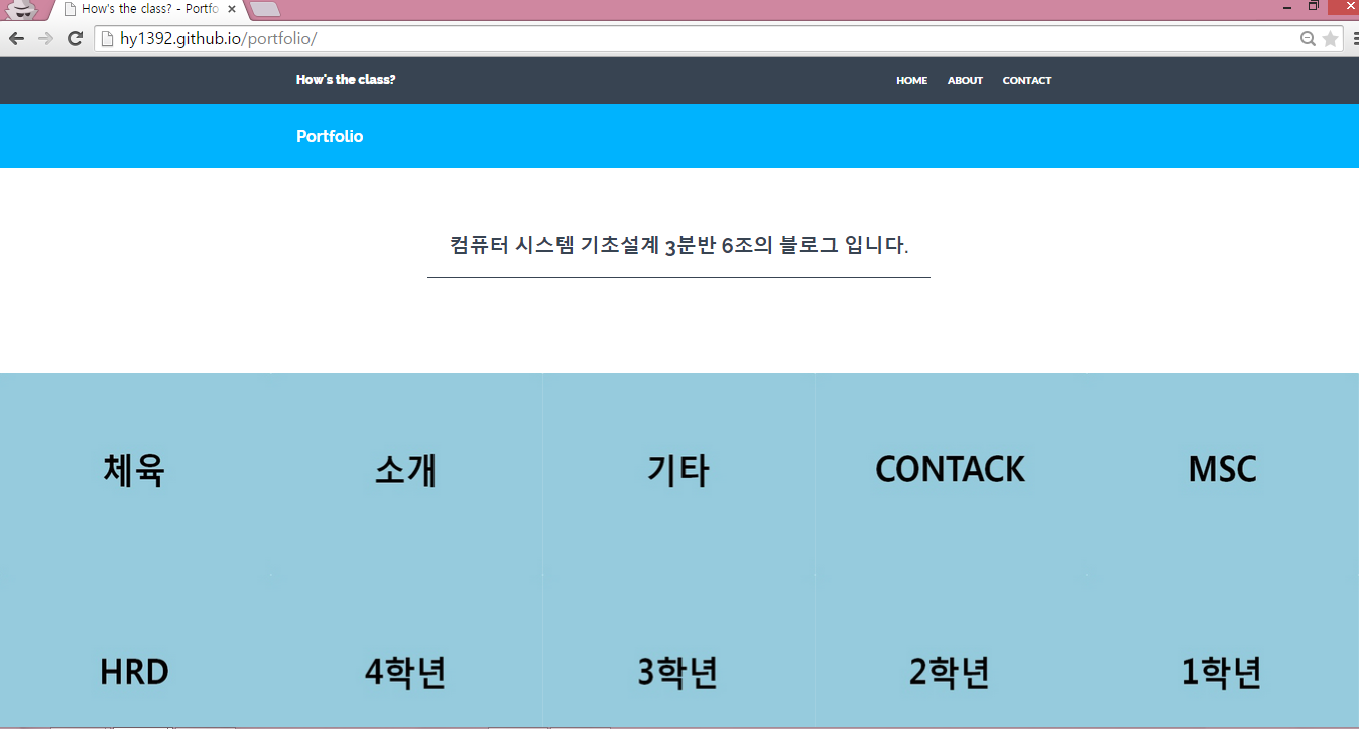 How's the class? - Portfo
hy1392.github.io/portfolio/
How's the class? HOME ABOUT CONTACT
Portfolio
컴퓨터 시스템 기초설계 3분반 6조의 블로그 입니다.
체육 소개 기타 CONTACK MSC
HRD 4학년 3학년 2학년 1학년